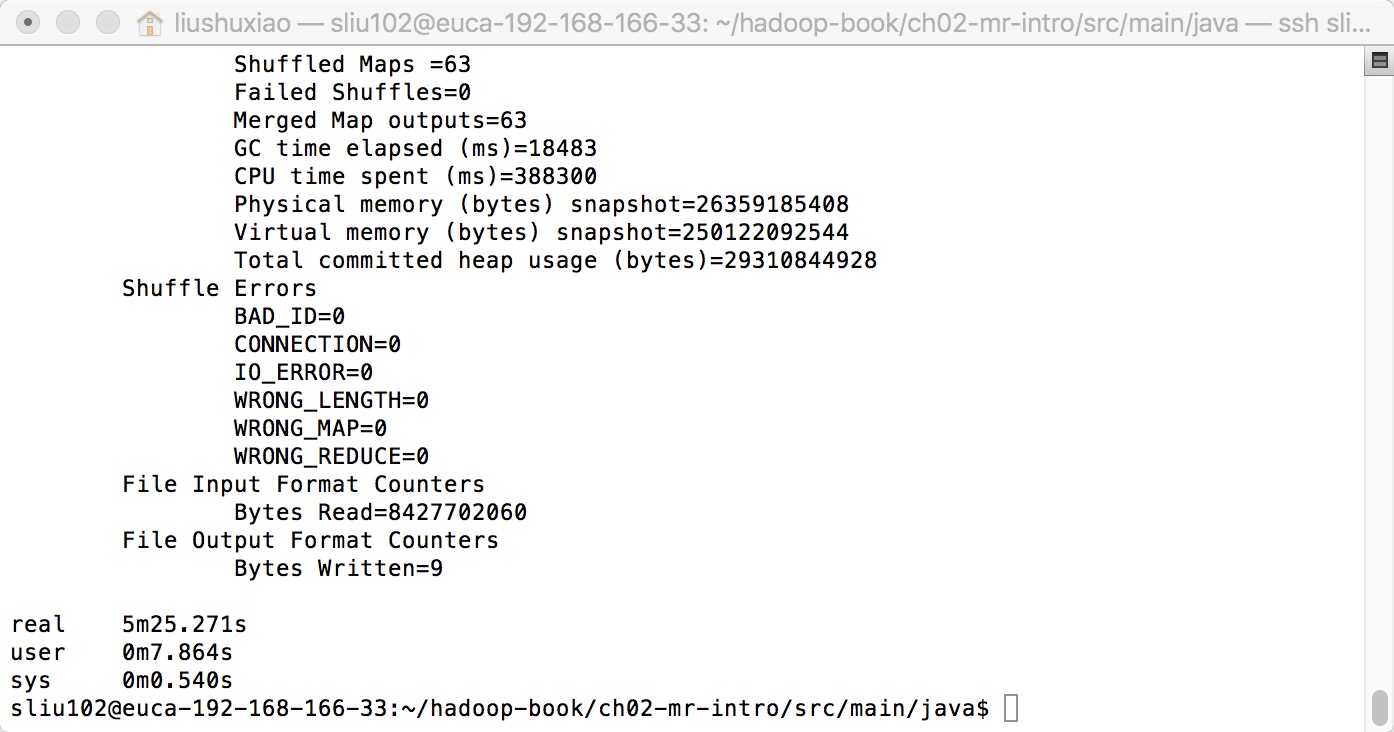 liushuxiao — sliu102@euca-192-168-166-33: ~/hadoop-book/ch02-mr-intro/src/main/java — ssh sli...
Shuffled Maps =63
Failed Shuffles=0
Merged Map outputs=63
GC time elapsed (ms)=18483
CPU time spent (ms)=388300
Physical memory (bytes) snapshot=26359185408
Virtual memory (bytes) snapshot=250122092544
Total committed heap usage (bytes)=29310844928
Shuffle Errors
BAD_ID=0
CONNECTION=0
IO_ERROR=0
WRONG_LENGTH=0
WRONG_MAP=0
WRONG_REDUCE=0
File Input Format Counters
Bytes Read=8427702060
File Output Format Counters
Bytes Written=9
real 5m25.271s
user 0m7.864s
sys 0m0.540s
sliu102@euca-192-168-166-33:~/hadoop-book/ch02-mr-intro/src/main/java$